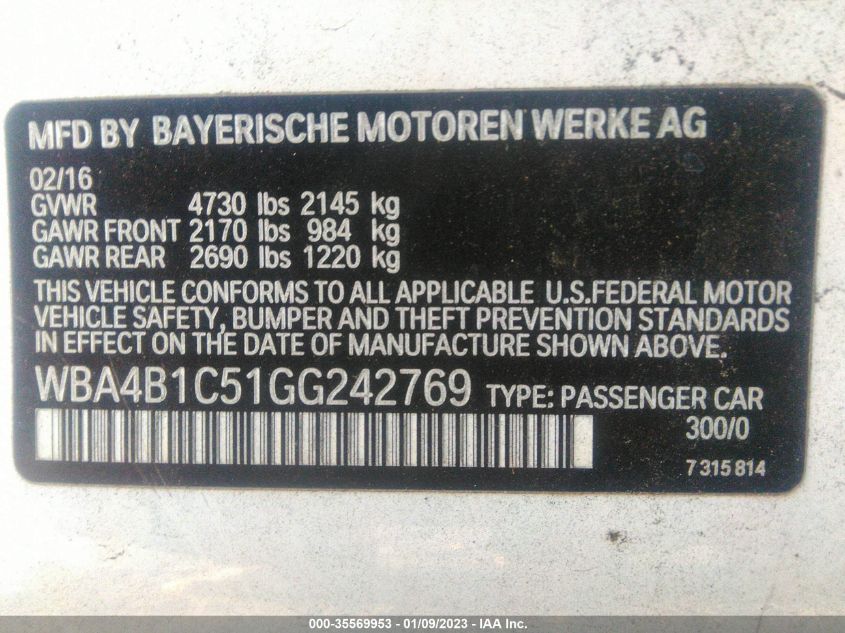 MFD BY BAYERISCHE MOTOREN WERKE AG
02/16
GVWR 4730 lbs 2145 kg
GAWR FRONT 2170 lbs 984 kg
GAWR REAR 2690 lbs 1220 kg
THIS VEHICLE CONFORMS TO ALL APPLICABLE U.S.FEDERAL MOTOR
VEHICLE SAFETY, BUMPER AND THEFT PREVENTION STANDARDS
IN EFFECT ON THE DATE OF MANUFACTURE SHOWN ABOVE.
WBA4B1C51GG242769 TYPE: PASSENGER CAR
300/0
7 315 814
000-35569953 - 01/09/2023 - IAA Inc.